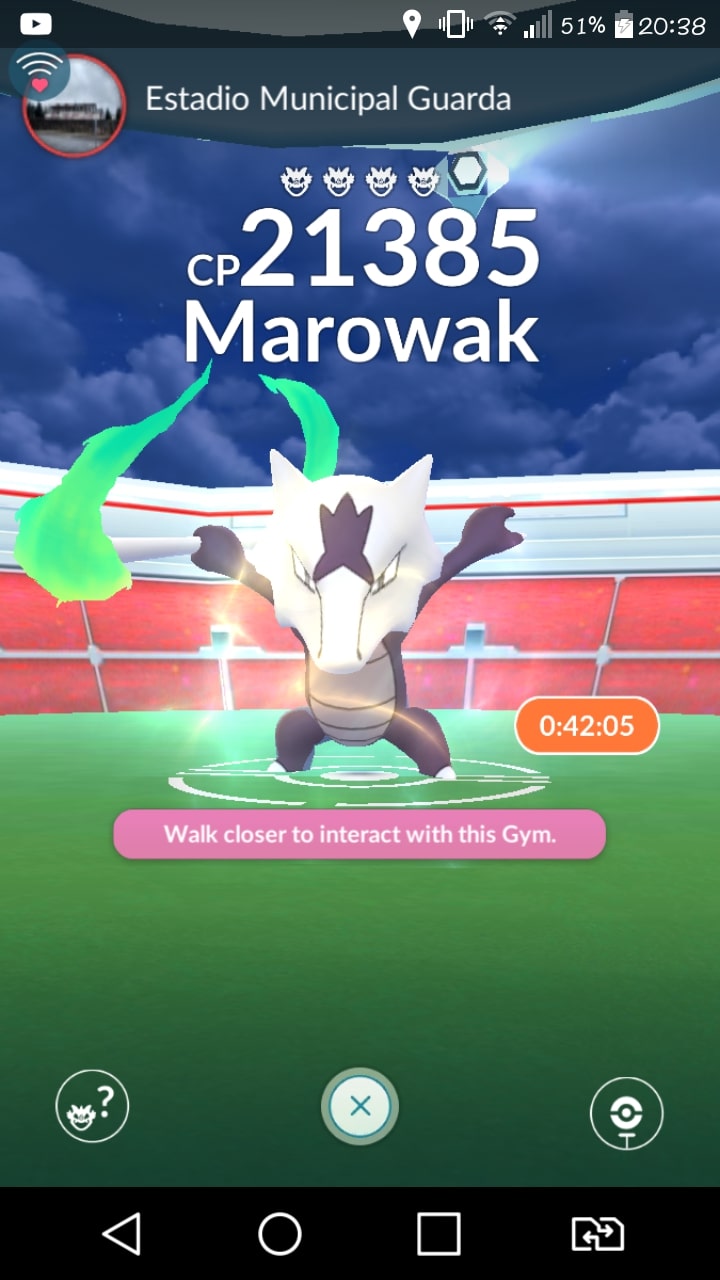 51% 20:38
Estadio Municipal Guarda
CP21385
Marowak
0:42:05
Walk closer to interact with this Gym.
?